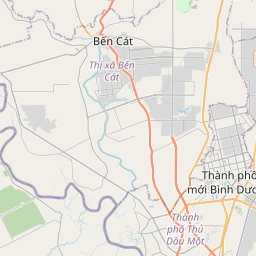 Bến Cát
Thị xã Bến
Cát
Thành phố
mới Bình Dươ
Thành
phố Thủ
Dầu Một